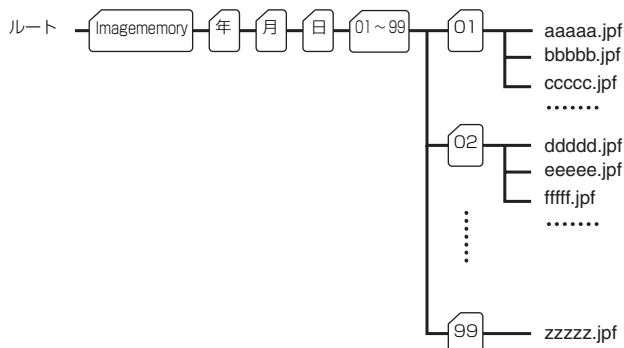 ルート Imagememory 年 月 日 01～99 01 aaaaa.jpf
bbbbb.jpf
ccccc.jpf
.......
02 ddddd.jpf
eeeee.jpf
fffff.jpf
.......
99 zzzzz.jpf